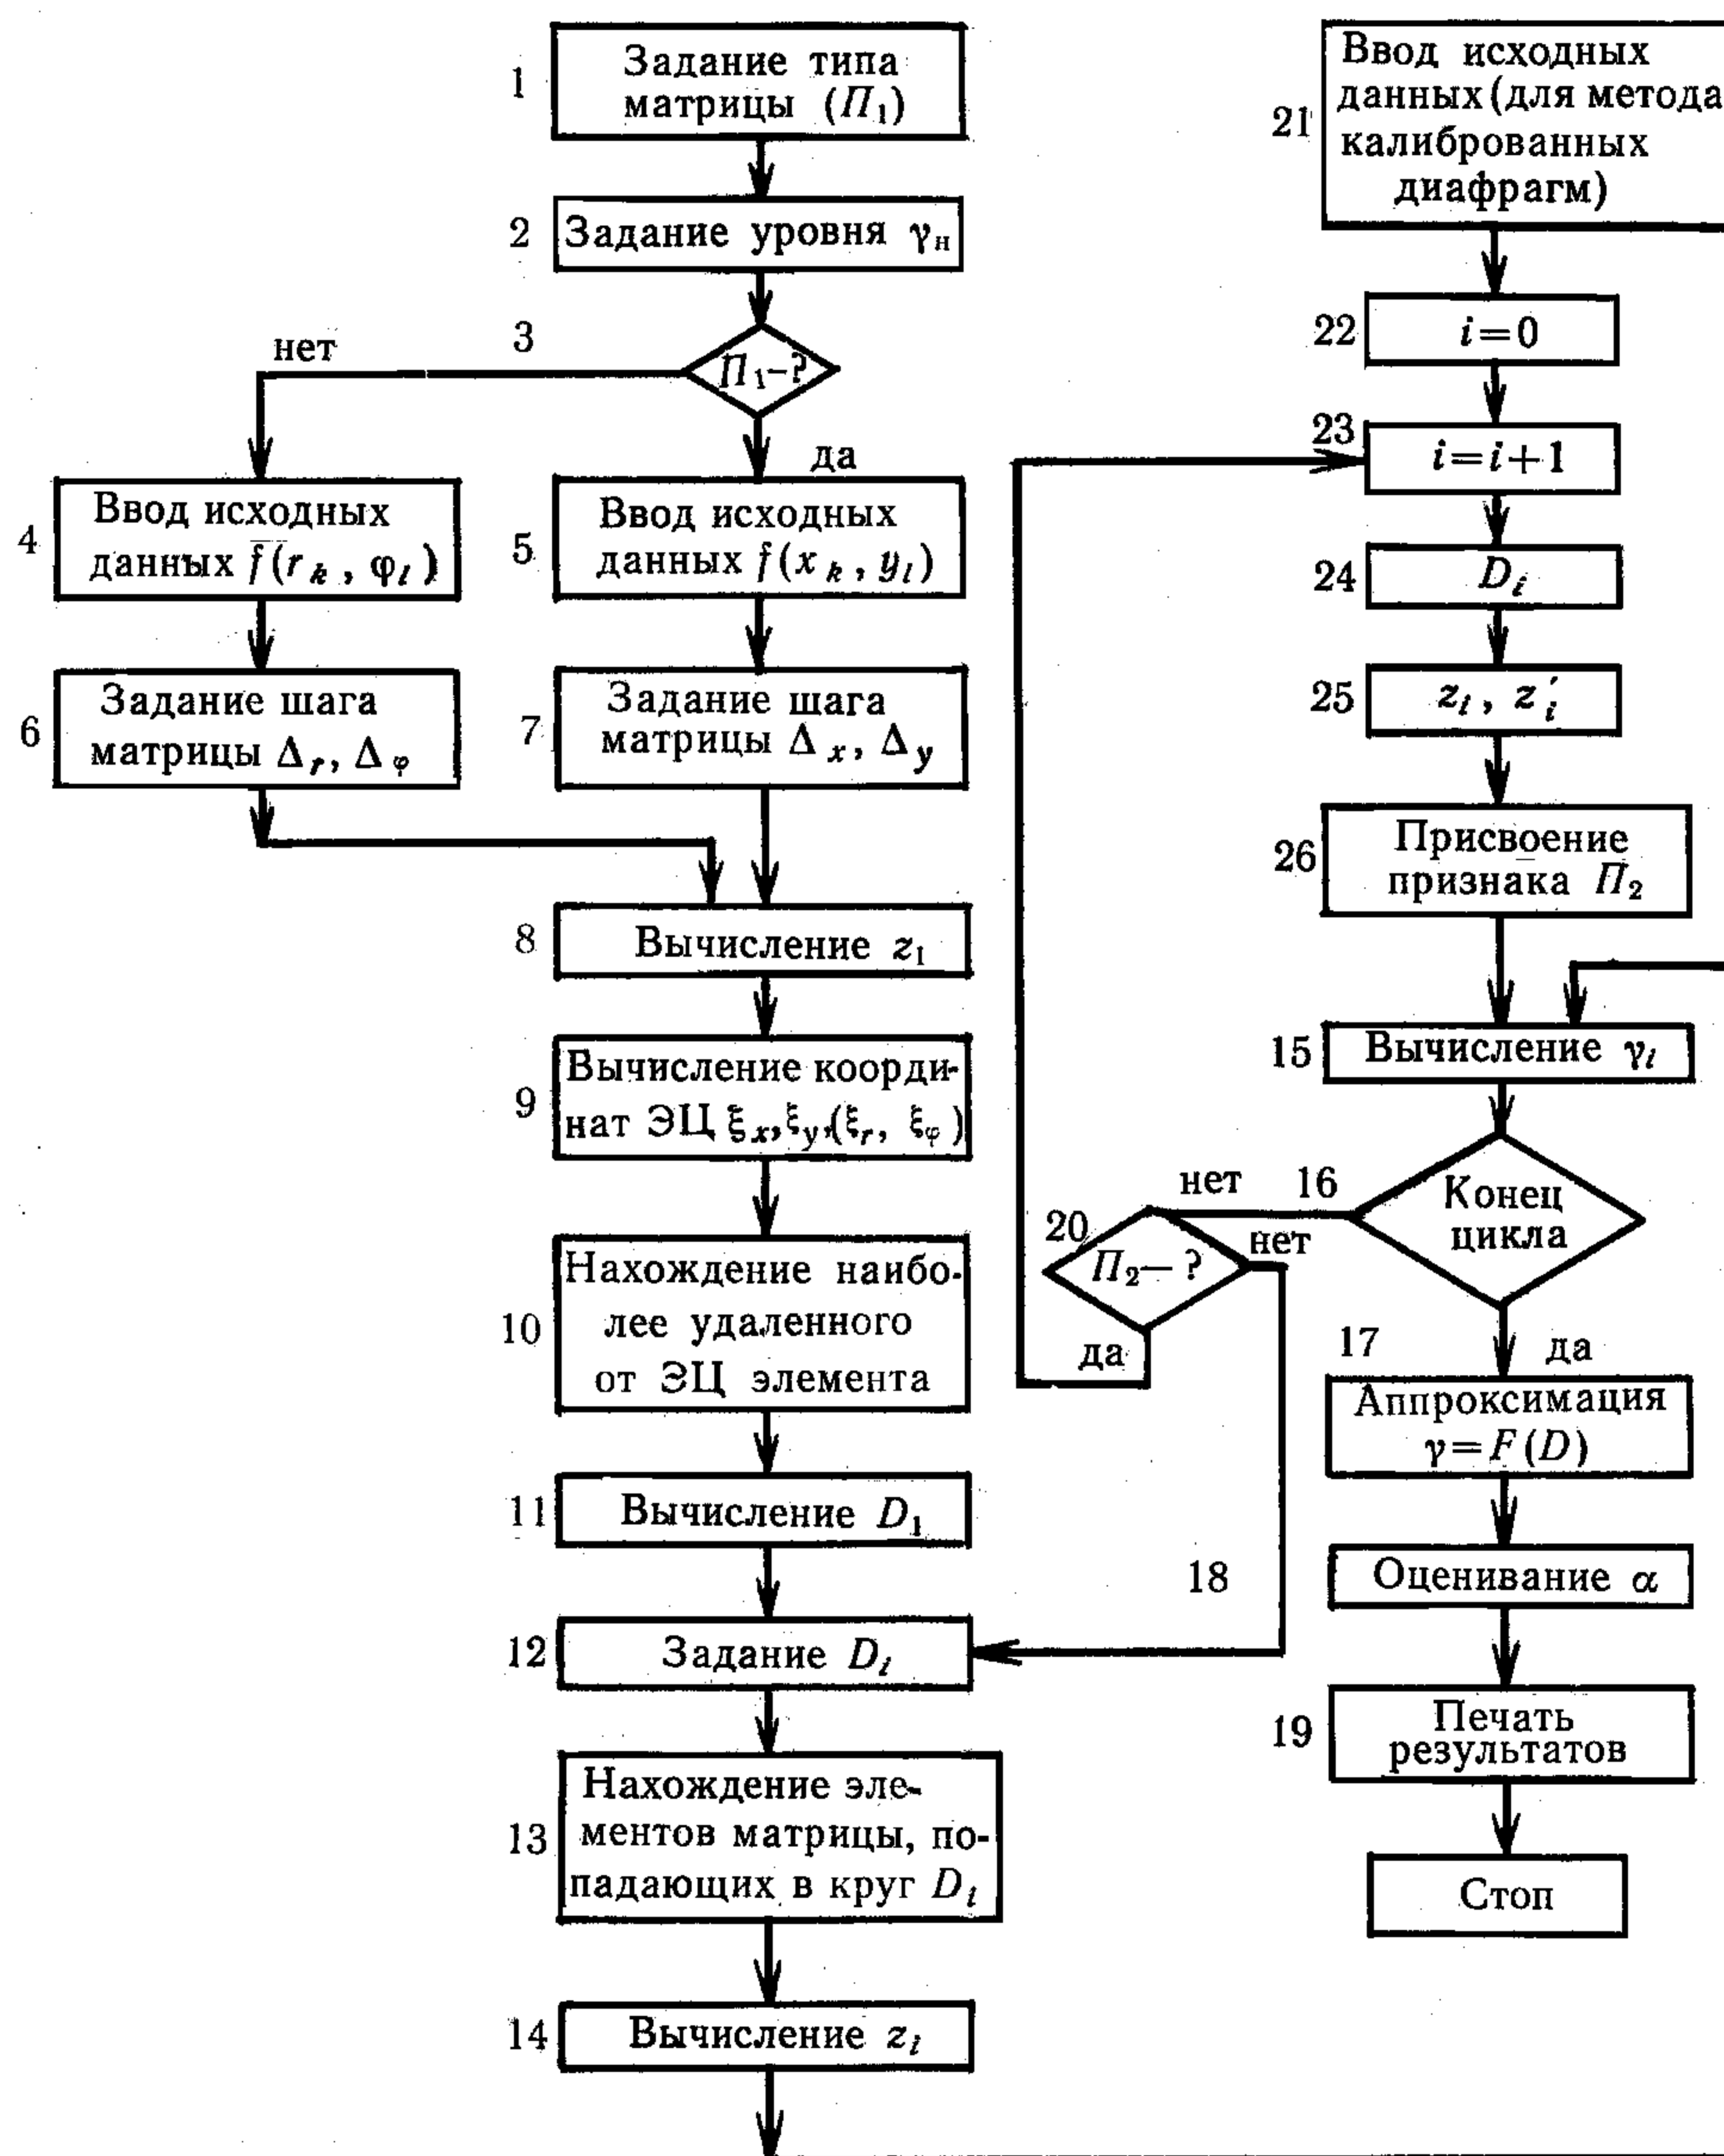 1
Задание типа
матрицы (П₁)
2
Задание уровня γₙ
3
нет
П₁–?
да
4
Ввод исходных
данных f(rₖ, φₗ)
5
Ввод исходных
данных f(xₖ, yₗ)
6
Задание шага
матрицы Δr, Δφ
7
Задание шага
матрицы Δx, Δy
8
Вычисление z₁
9
Вычисление коорди-
нат ЭЦ ξx, ξy, (ξr, ξφ)
10
Нахождение наибо-
лее удаленного
от ЭЦ элемента
11
Вычисление D₁
12
Задание Dᵢ
13
Нахождение эле-
ментов матрицы, по-
падающих в круг Dᵢ
14
Вычисление zᵢ
21
Ввод исходных
данных (для метода
калиброванных
диафрагм)
22
i=0
23
i=i+1
24
Dᵢ
25
zᵢ, z′ᵢ
26
Присвоение
признака П₂
15
Вычисление γᵢ
16
нет
Конец
цикла
20
П₂–?
нет
да
17
да
Аппроксимация
γ=F(D)
18
Оценивание α
19
Печать
результатов
Стоп